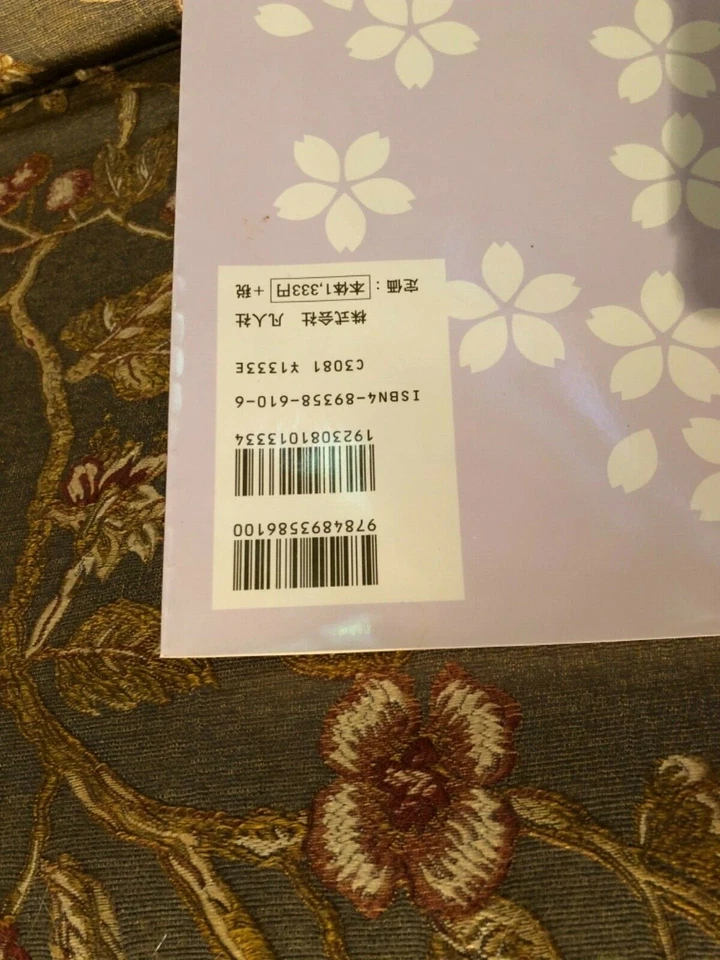 9784893586100
1923081013334
ISBN4-89358-610-6
C3081 ¥1333E
株式会社 凡人社
定価：本体1,333円 +税